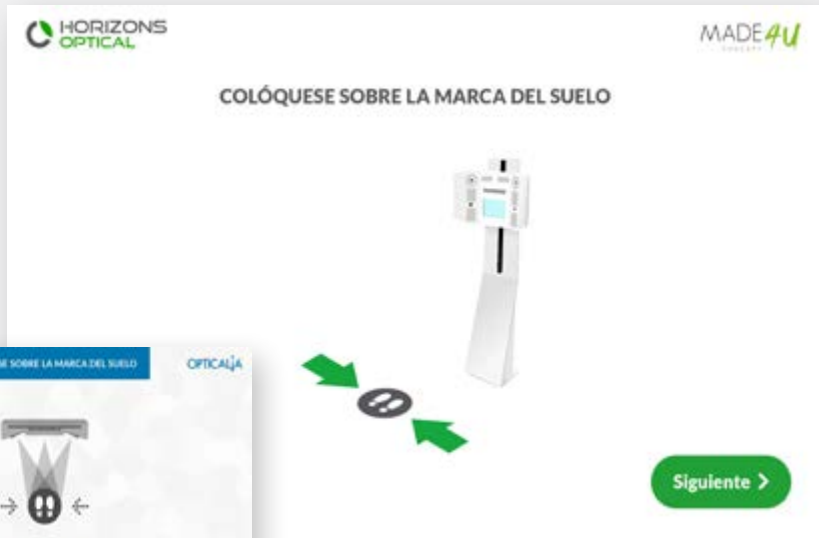 HORIZONS
OPTICAL
MADE4U
COLÓQUESE SOBRE LA MARCA DEL SUELO
SE SOBRE LA MARCA DEL SUELO
OPTICALIA
Siguiente